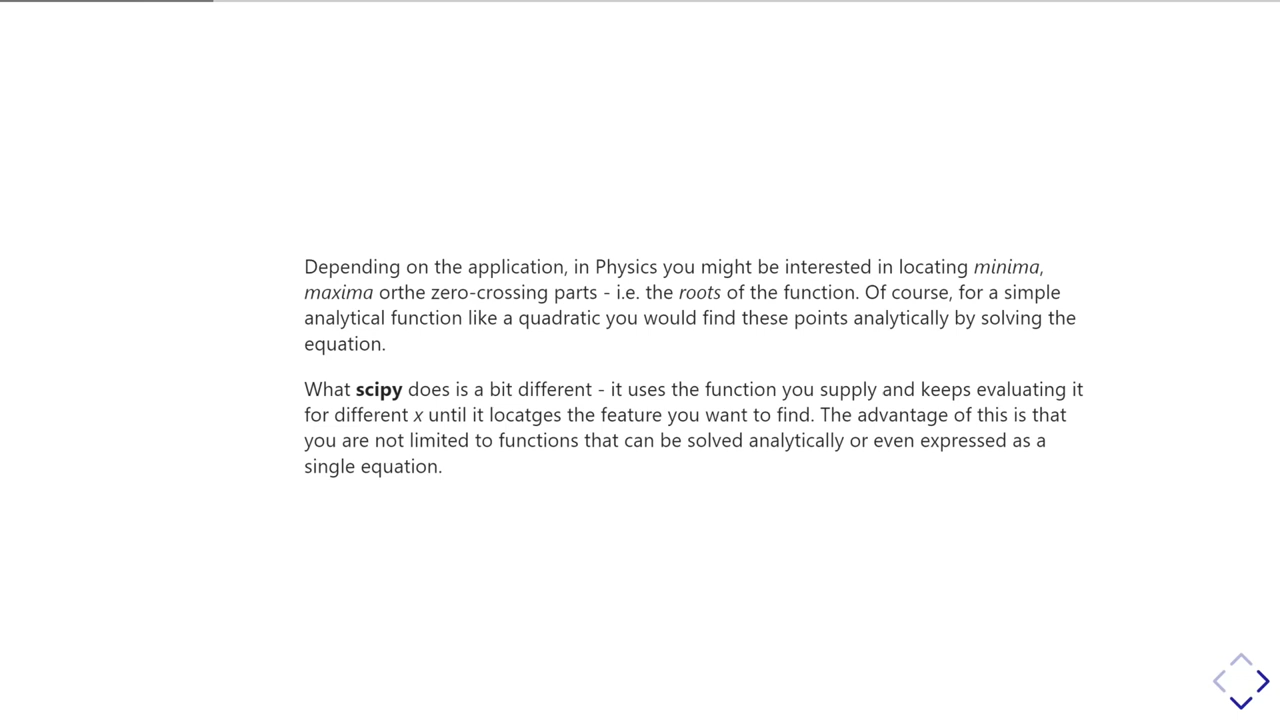 Depending on the application, in Physics you might be interested in locating minima,
maxima orthe zero-crossing parts - i.e. the roots of the function. Of course, for a simple
analytical function like a quadratic you would find these points analytically by solving the
equation.
What scipy does is a bit different - it uses the function you supply and keeps evaluating it
for different x until it locatges the feature you want to find. The advantage of this is that
you are not limited to functions that can be solved analytically or even expressed as a
single equation.